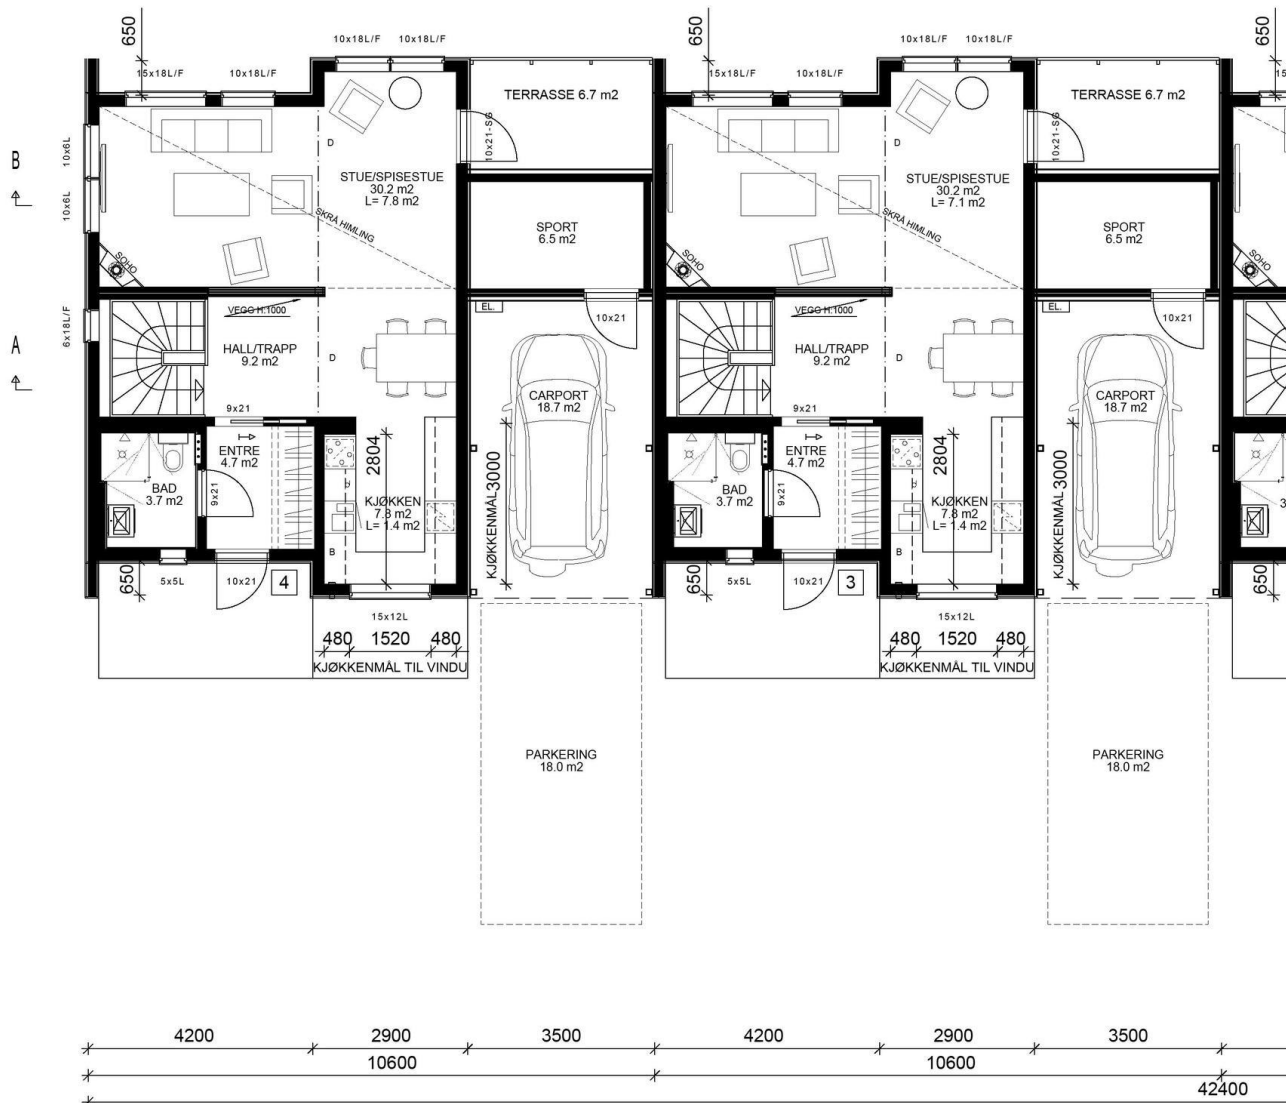 650
10x18L/F
10x18L/F
650
10x18L/F
10x18L/F
650
15x18L/F
10x18L/F
15x18L/F
10x18L/F
TERRASSE 6.7 m2
TERRASSE 6.7 m2
B
10x6L
10x6L
D
10x21-SG
D
10x21-SG
STUE/SPISESTUE
30.2 m2
L= 7.8 m2
STUE/SPISESTUE
30.2 m2
L= 7.1 m2
SKRÅ HIMLING
SKRÅ HIMLING
SPORT
6.5 m2
SPORT
6.5 m2
SOHO
SOHO
SOHO
A
6x18L/F
VEGG H:1000
VEGG H:1000
EL.
EL.
10x21
10x21
HALL/TRAPP
9.2 m2
D
HALL/TRAPP
9.2 m2
D
CARPORT
18.7 m2
CARPORT
18.7 m2
9x21
9x21
ENTRE
4.7 m2
ENTRE
4.7 m2
2804
2804
BAD
3.7 m2
BAD
3.7 m2
9x21
9x21
KJØKKEN
7.8 m2
L= 1.4 m2
KJØKKEN
7.8 m2
L= 1.4 m2
KJØKKENMÅL 3000
KJØKKENMÅL 3000
B
B
650
5x5L
10x21
4
650
5x5L
10x21
3
650
15x12L
15x12L
480 1520 480
480 1520 480
KJØKKENMÅL TIL VINDU
KJØKKENMÅL TIL VINDU
PARKERING
18.0 m2
PARKERING
18.0 m2
4200 2900 3500 4200 2900 3500
10600 10600
42400